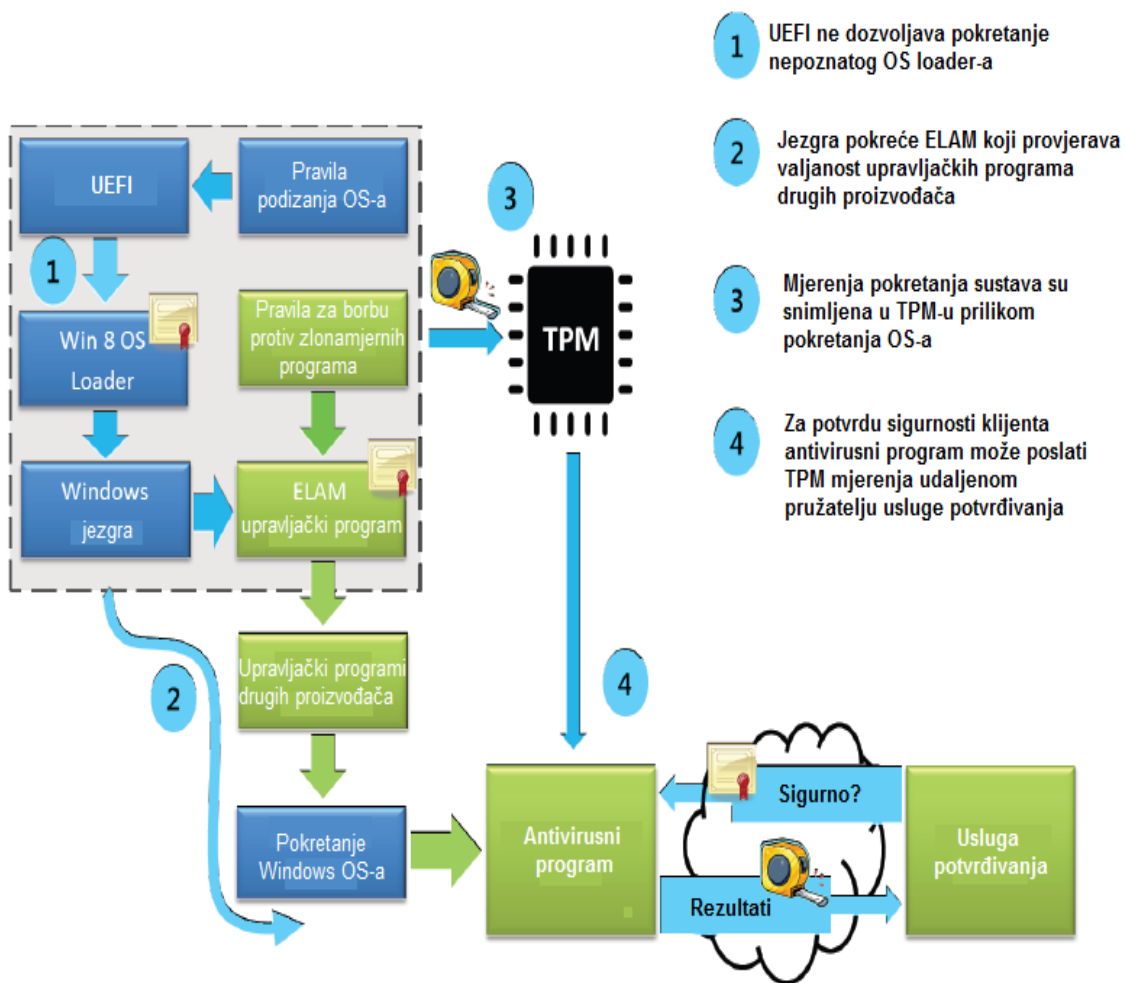 1
UEFI ne dozvoljava pokretanje
nepoznatog OS loader-a
2
Jezgra pokreće ELAM koji provjerava
valjanost upravljačkih programa
drugih proizvođača
3
Mjerenja pokretanja sustava su
snimljena u TPM-u prilikom
pokretanja OS-a
4
Za potvrdu sigurnosti klijenta
antivirusni program može poslati
TPM mjerenja udaljenom
pružatelju usluge potvrđivanja
UEFI
Pravila
podizanja OS-a
1
3
Win 8 OS
Loader
Pravila za borbu
protiv zlonamjernih
programa
TPM
Windows
jezgra
ELAM
upravljački program
2
Upravljački programi
drugih proizvođača
4
Pokretanje
Windows OS-a
Antivirusni
program
Sigurno?
Rezultati
Usluga
potvrđivanja